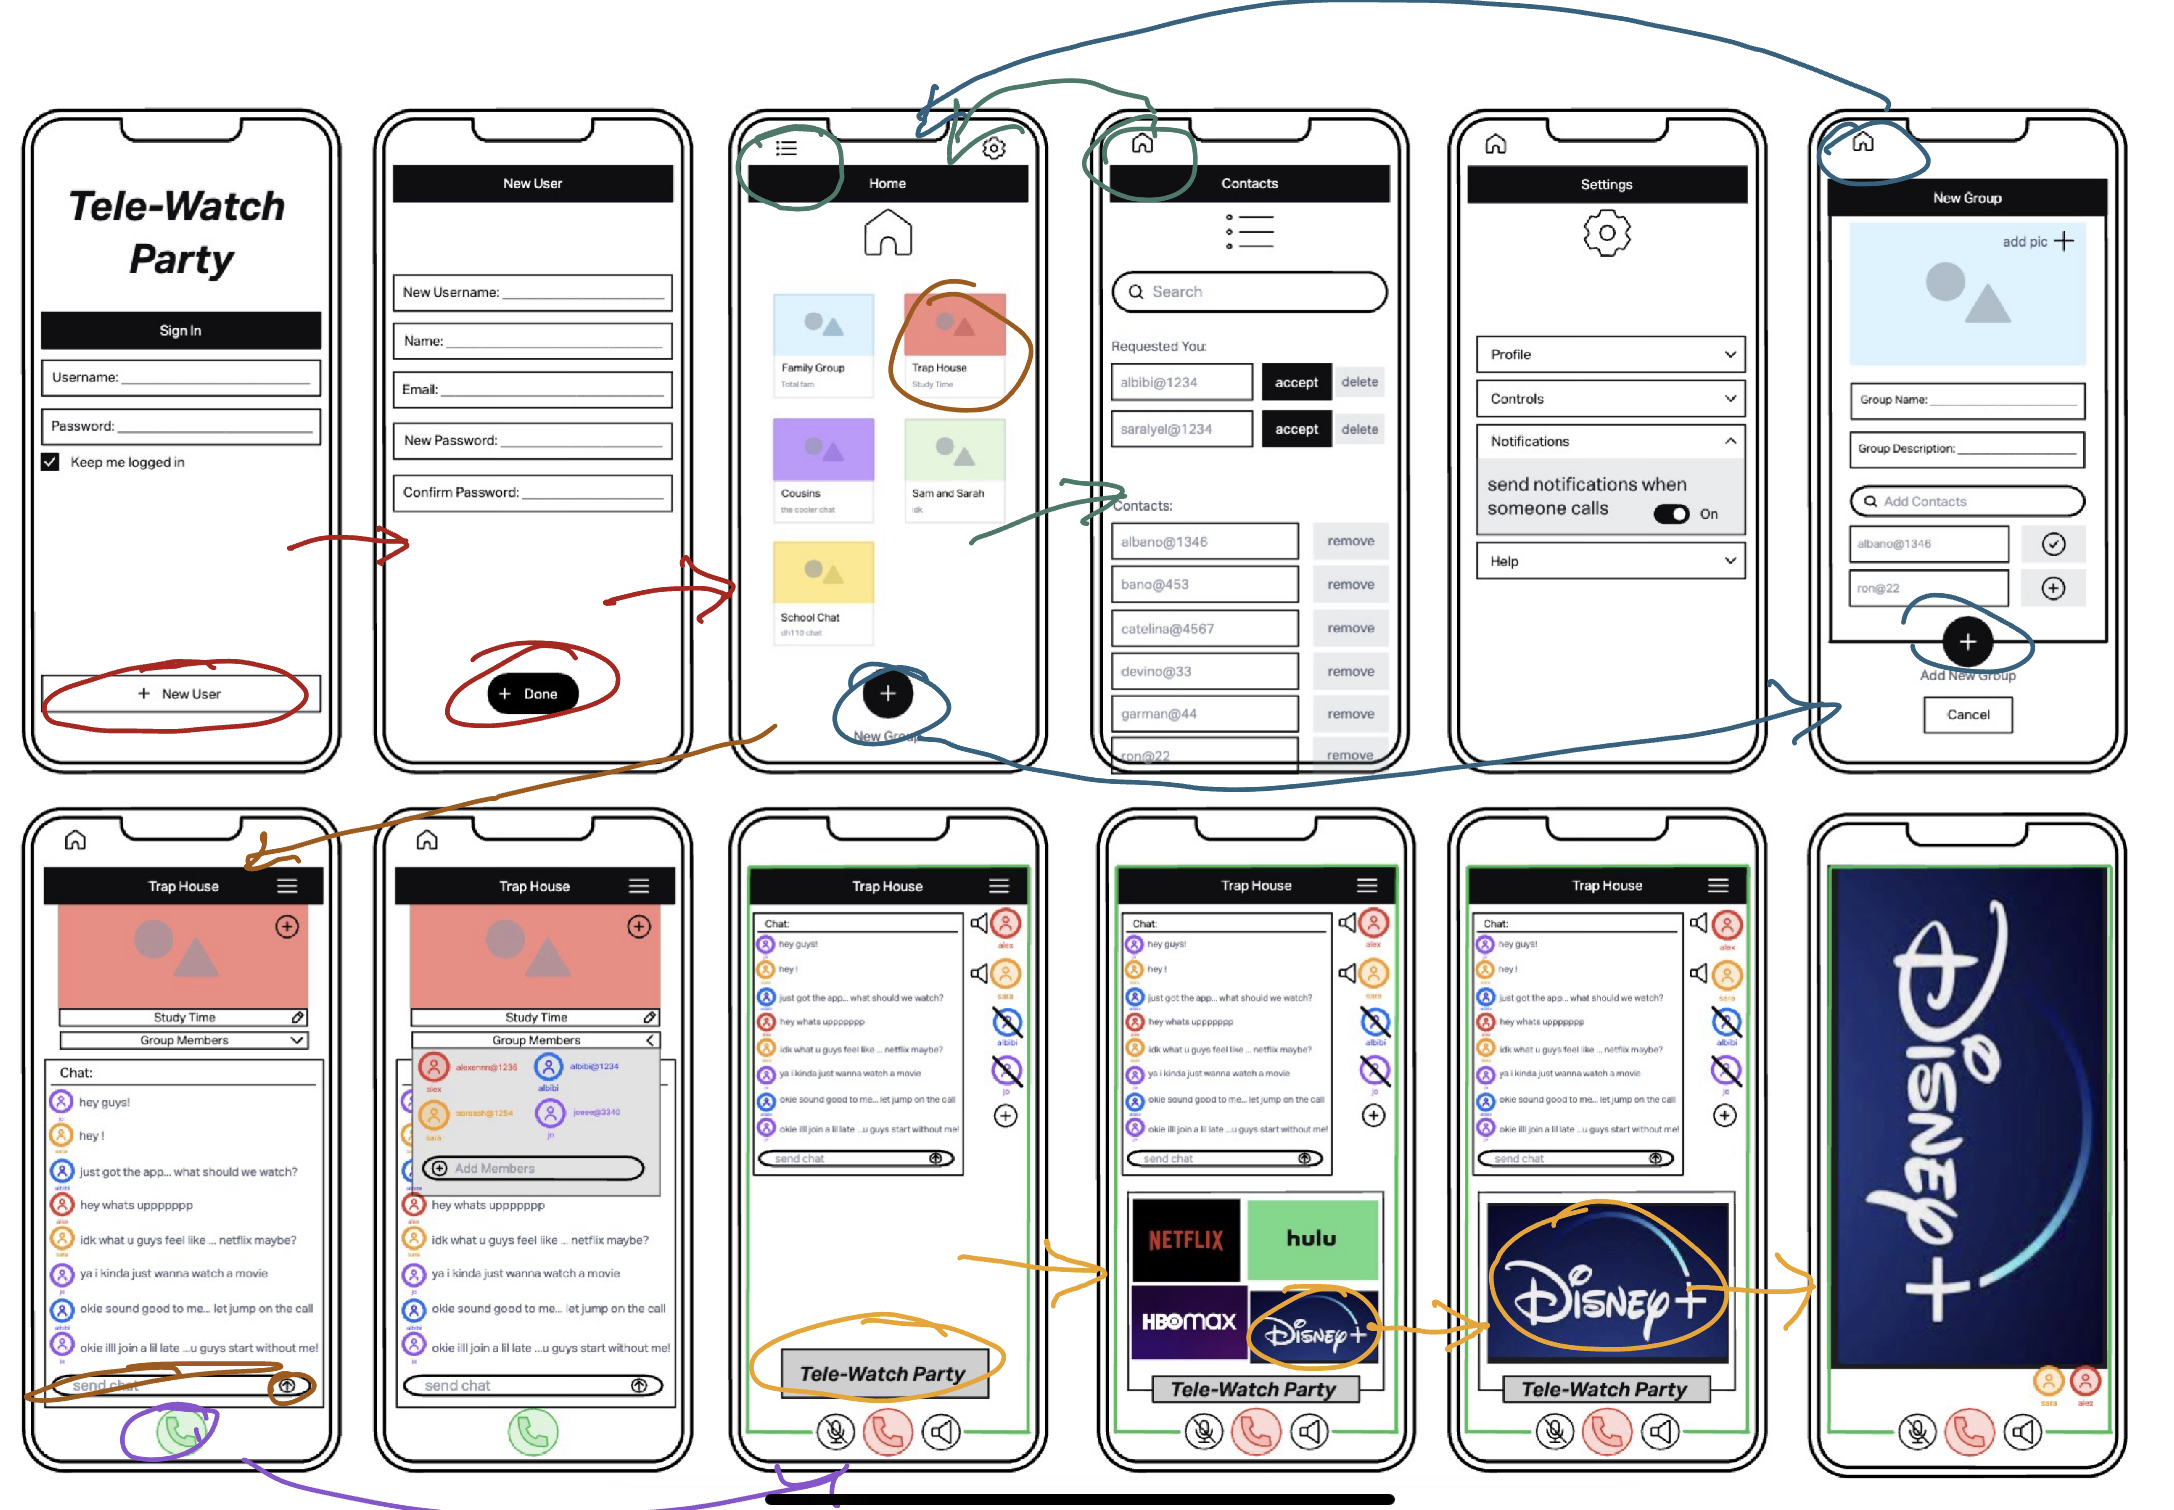 Tele-Watch
Party
Sign In
Username:
Password:
Keep me logged in
+ New User
New User
New Username:
Name:
Email:
New Password:
Confirm Password:
+ Done
Home
Family Group
Total fam
Trap House
Study Time
Cousins
the cooler chat
Sam and Sarah
idk
School Chat
dh110 chat
+
New Group
Contacts
Search
Requested You:
albibi@1234 accept delete
saralyel@1234 accept delete
Contacts:
albano@1346 remove
bano@453 remove
catelina@4567 remove
devino@33 remove
garman@44 remove
ron@22 remove
Settings
Profile
Controls
Notifications
send notifications when
someone calls
On
Help
New Group
add pic +
Group Name:
Group Description:
Add Contacts
albano@1346
ron@22
+
Add New Group
Cancel
Trap House
Study Time
Group Members
Chat:
hey guys!
jo
hey !
sara
just got the app... what should we watch?
albibi
hey whats uppppppp
alex
idk what u guys feel like ... netflix maybe?
sara
ya i kinda just wanna watch a movie
jo
okie sound good to me... let jump on the call
albibi
okie illl join a lil late ...u guys start without me!
jo
send chat
Trap House
Study Time
Group Members
albibi@1234
alex
albibi
sara
jo
Add Members
hey whats uppppppp
idk what u guys feel like ... netflix maybe?
ya i kinda just wanna watch a movie
okie sound good to me... let jump on the call
okie illl join a lil late ...u guys start without me!
send chat
Trap House
Chat:
hey guys!
hey !
just got the app... what should we watch?
hey whats uppppppp
idk what u guys feel like ... netflix maybe?
ya i kinda just wanna watch a movie
okie sound good to me... let jump on the call
okie illl join a lil late ...u guys start without me!
send chat
alex
sara
albibi
jo
Tele-Watch Party
Trap House
Chat:
hey guys!
hey !
just got the app... what should we watch?
hey whats uppppppp
idk what u guys feel like ... netflix maybe?
ya i kinda just wanna watch a movie
okie sound good to me... let jump on the call
okie illl join a lil late ...u guys start without me!
send chat
alex
sara
albibi
jo
NETFLIX
hulu
HBOmax
Disney+
Tele-Watch Party
Trap House
Chat:
hey guys!
hey !
just got the app... what should we watch?
hey whats uppppppp
idk what u guys feel like ... netflix maybe?
ya i kinda just wanna watch a movie
okie sound good to me... let jump on the call
okie illl join a lil late ...u guys start without me!
send chat
alex
sara
albibi
jo
Disney+
Tele-Watch Party
Disney+
sara
alex